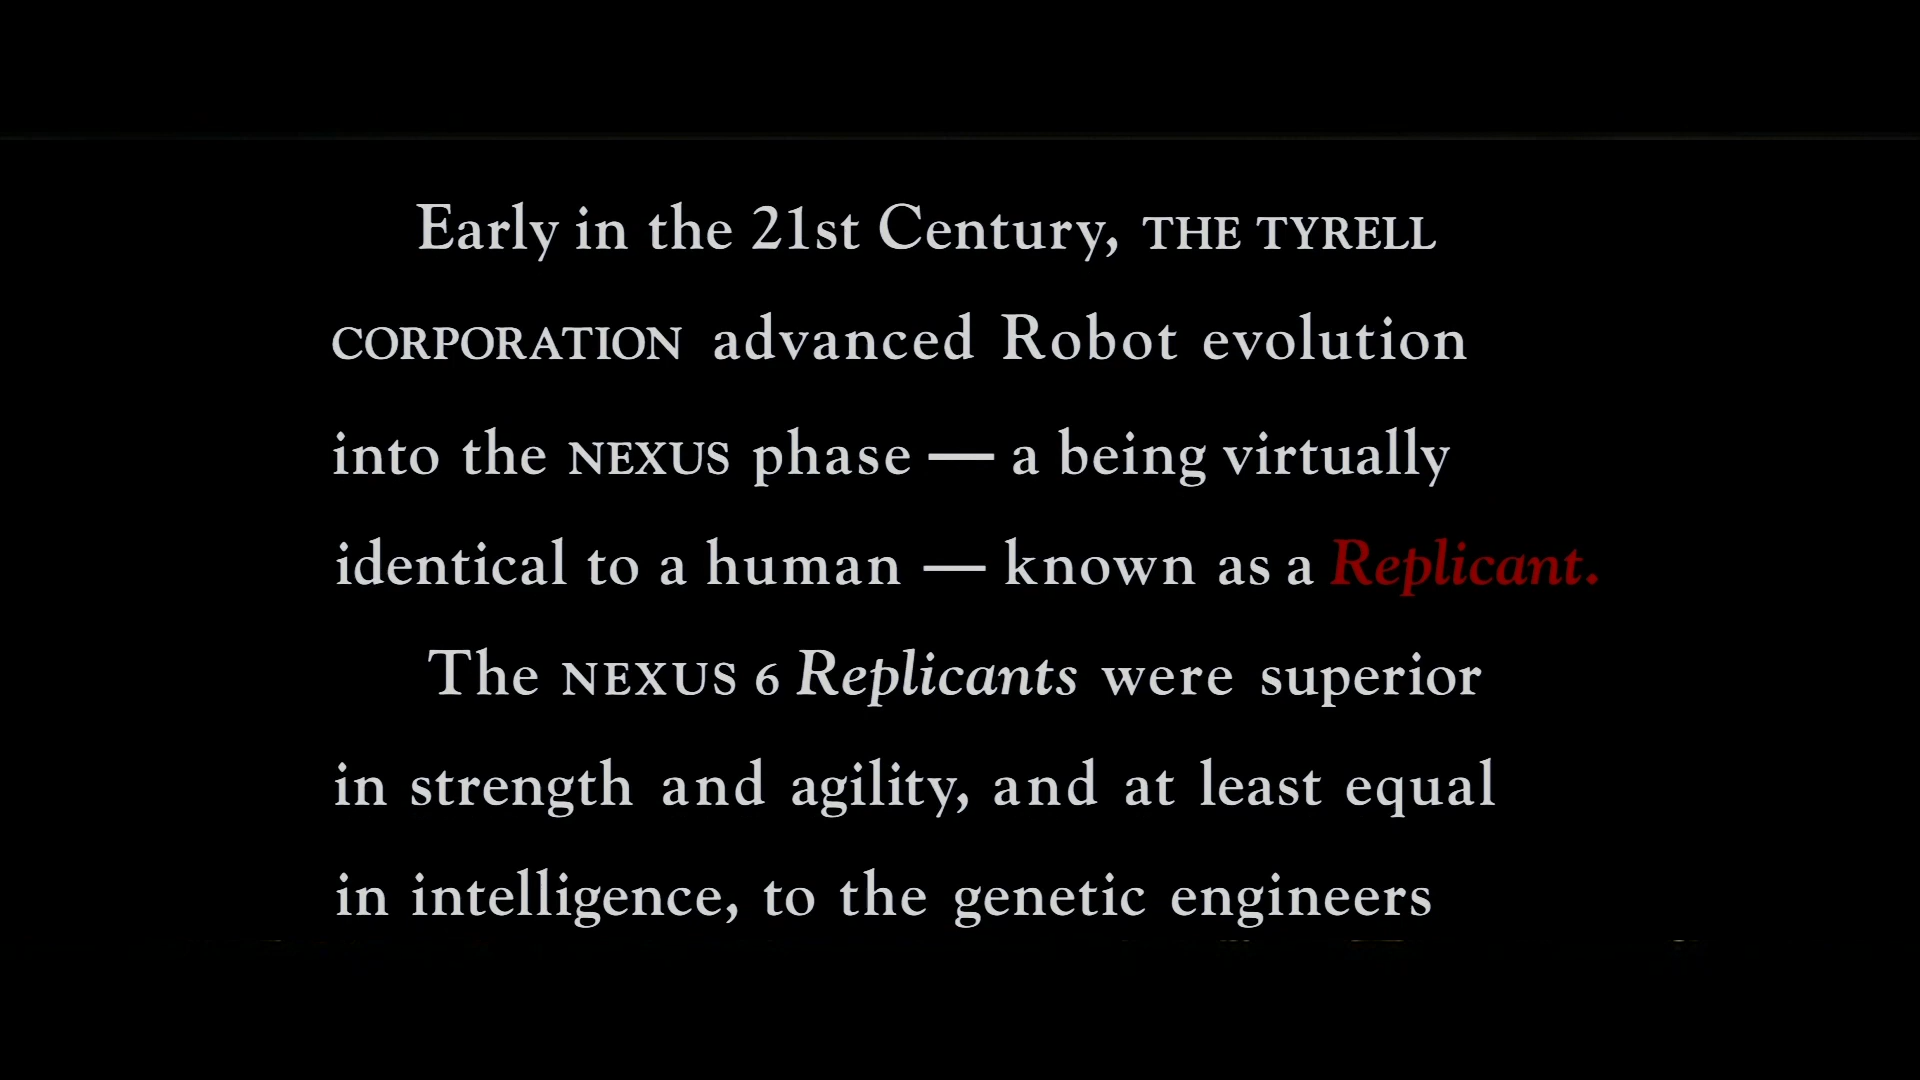 Early in the 21st Century, THE TYRELL
CORPORATION advanced Robot evolution
into the NEXUS phase — a being virtually
identical to a human — known as a Replicant.
The NEXUS 6 Replicants were superior
in strength and agility, and at least equal
in intelligence, to the genetic engineers